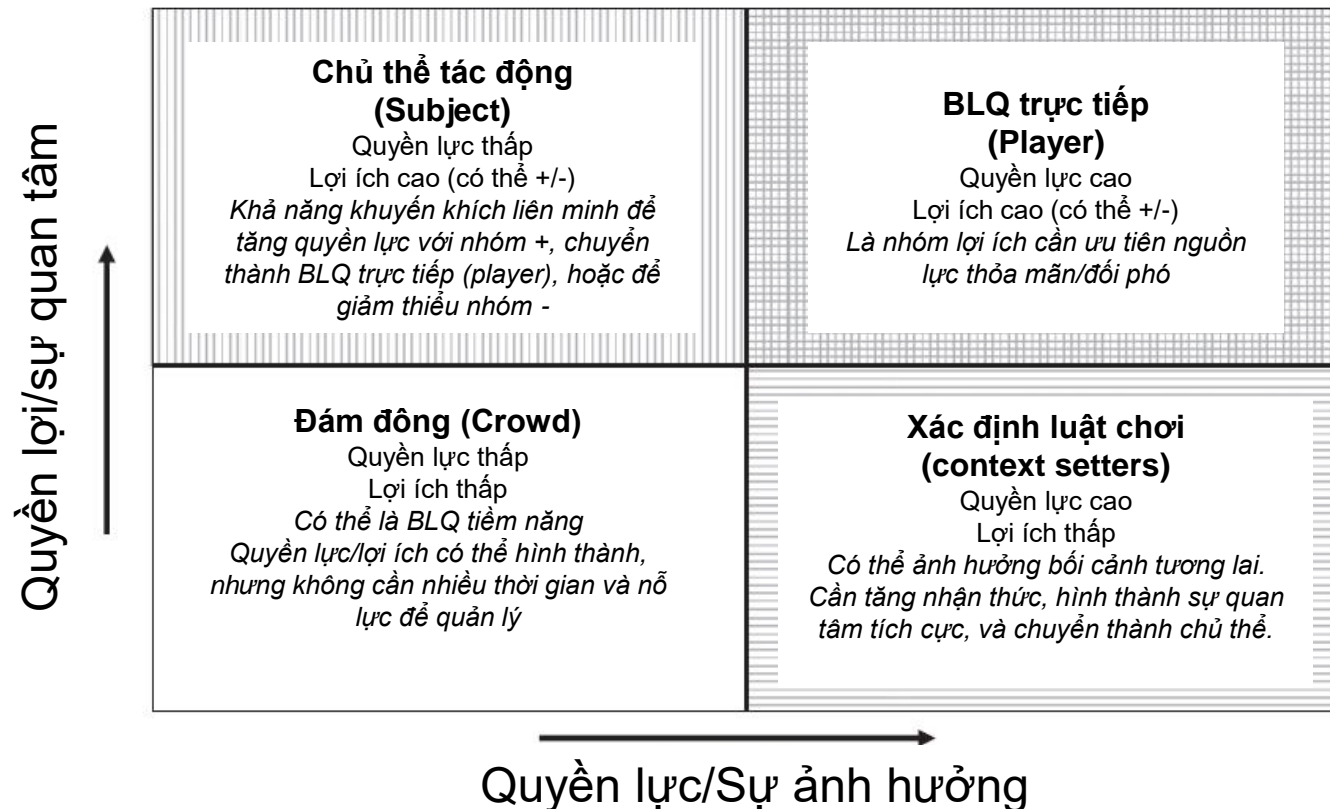 Quyền lợi/sự quan tâm
Chủ thể tác động
(Subject)
Quyền lực thấp
Lợi ích cao (có thể +/-)
Khả năng khuyến khích liên minh để
tăng quyền lực với nhóm +, chuyển
thành BLQ trực tiếp (player), hoặc để
giảm thiểu nhóm -
BLQ trực tiếp
(Player)
Quyền lực cao
Lợi ích cao (có thể +/-)
Là nhóm lợi ích cần ưu tiên nguồn
lực thỏa mãn/đối phó
Đám đông (Crowd)
Quyền lực thấp
Lợi ích thấp
Có thể là BLQ tiềm năng
Quyền lực/lợi ích có thể hình thành,
nhưng không cần nhiều thời gian và nỗ
lực để quản lý
Xác định luật chơi
(context setters)
Quyền lực cao
Lợi ích thấp
Có thể ảnh hưởng bối cảnh tương lai.
Cần tăng nhận thức, hình thành sự quan
tâm tích cực, và chuyển thành chủ thể.
Quyền lực/Sự ảnh hưởng